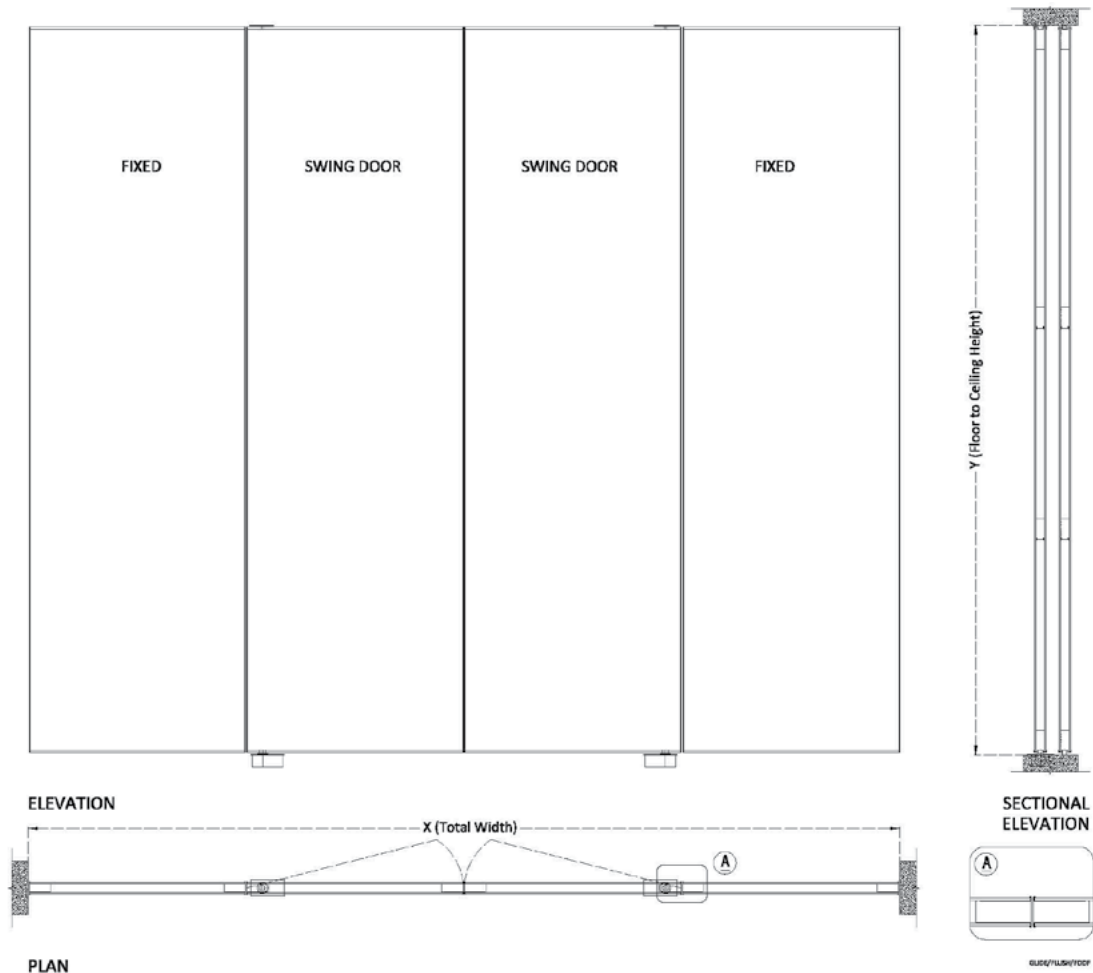 FIXED
SWING DOOR
SWING DOOR
FIXED
Y (Floor to Ceiling Height)
ELEVATION
SECTIONAL
ELEVATION
X (Total Width)
A
A
PLAN